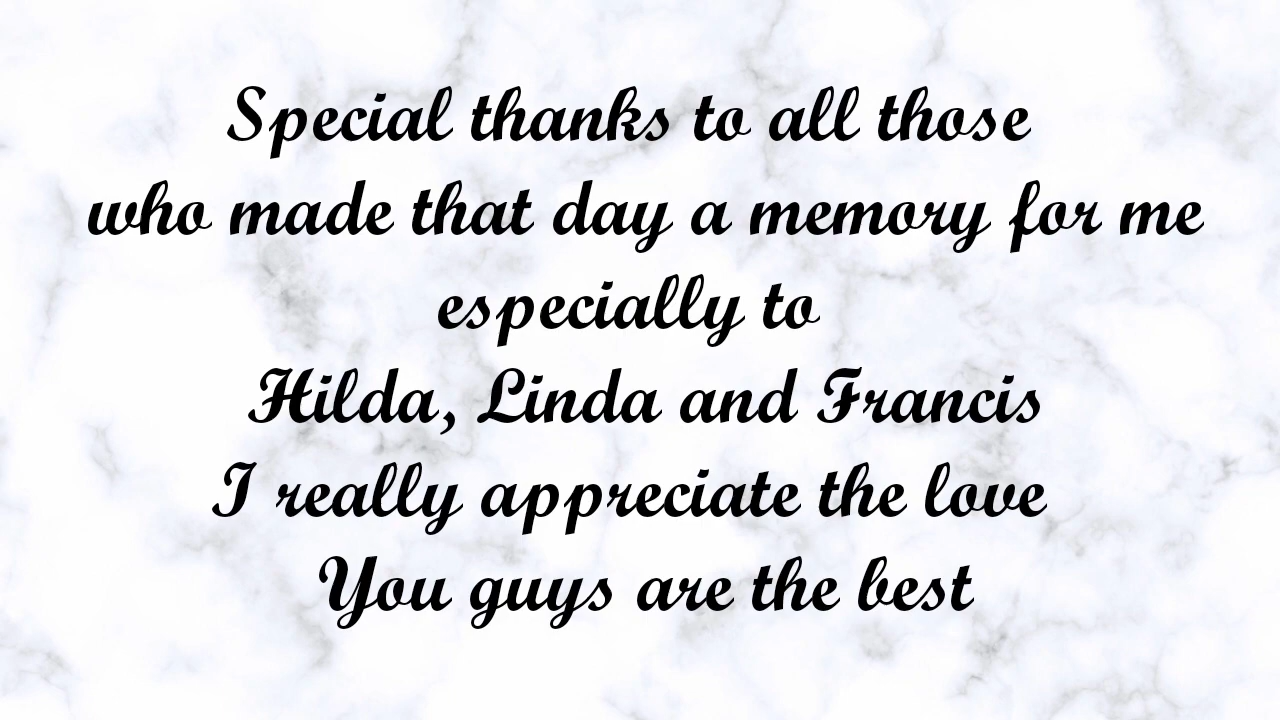 Special thanks to all those
who made that day a memory for me
especially to
Hilda, Linda and Francis
I really appreciate the love
You guys are the best